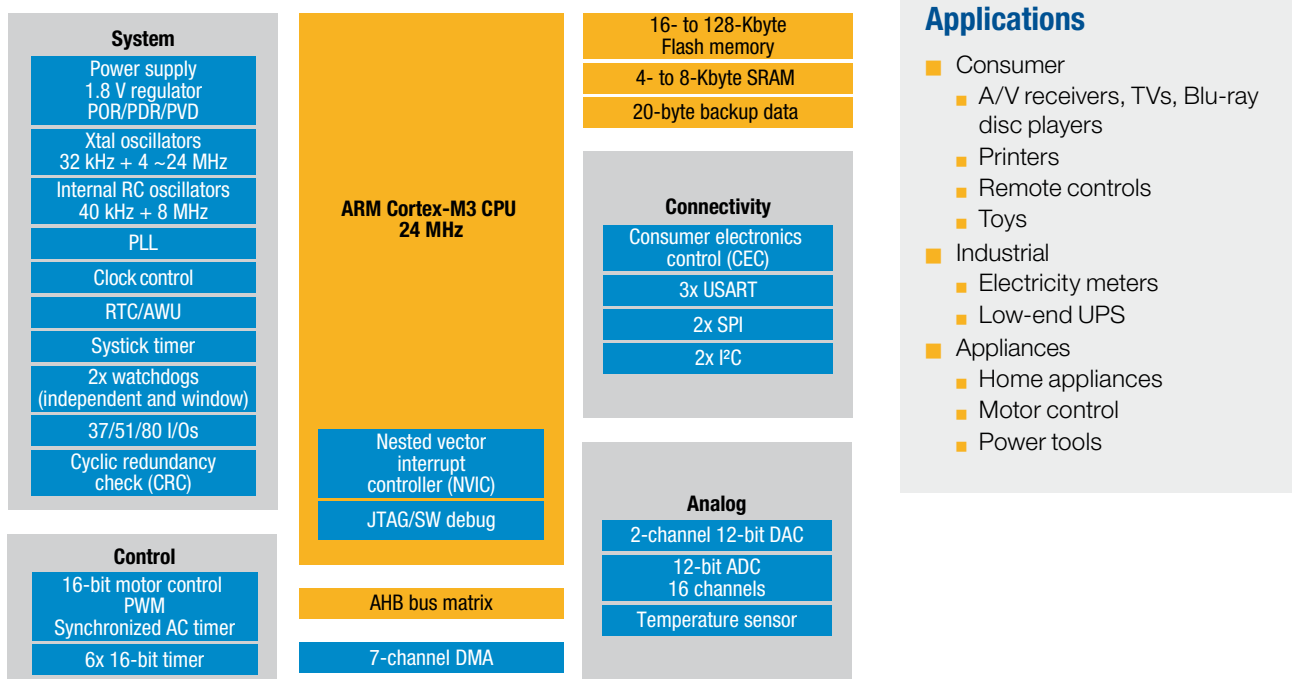 System
Power supply
1.8 V regulator
POR/PDR/PVD
Xtal oscillators
32 kHz + 4 ~24 MHz
Internal RC oscillators
40 kHz + 8 MHz
PLL
Clock control
RTC/AWU
Systick timer
2x watchdogs
(independent and window)
37/51/80 I/Os
Cyclic redundancy
check (CRC)
Control
16-bit motor control
PWM
Synchronized AC timer
6x 16-bit timer
ARM Cortex-M3 CPU
24 MHz
Nested vector
interrupt
controller (NVIC)
JTAG/SW debug
AHB bus matrix
7-channel DMA
16- to 128-Kbyte
Flash memory
4- to 8-Kbyte SRAM
20-byte backup data
Connectivity
Consumer electronics
control (CEC)
3x USART
2x SPI
2x I²C
Analog
2-channel 12-bit DAC
12-bit ADC
16 channels
Temperature sensor
Applications
Consumer
A/V receivers, TVs, Blu-ray
disc players
Printers
Remote controls
Toys
Industrial
Electricity meters
Low-end UPS
Appliances
Home appliances
Motor control
Power tools